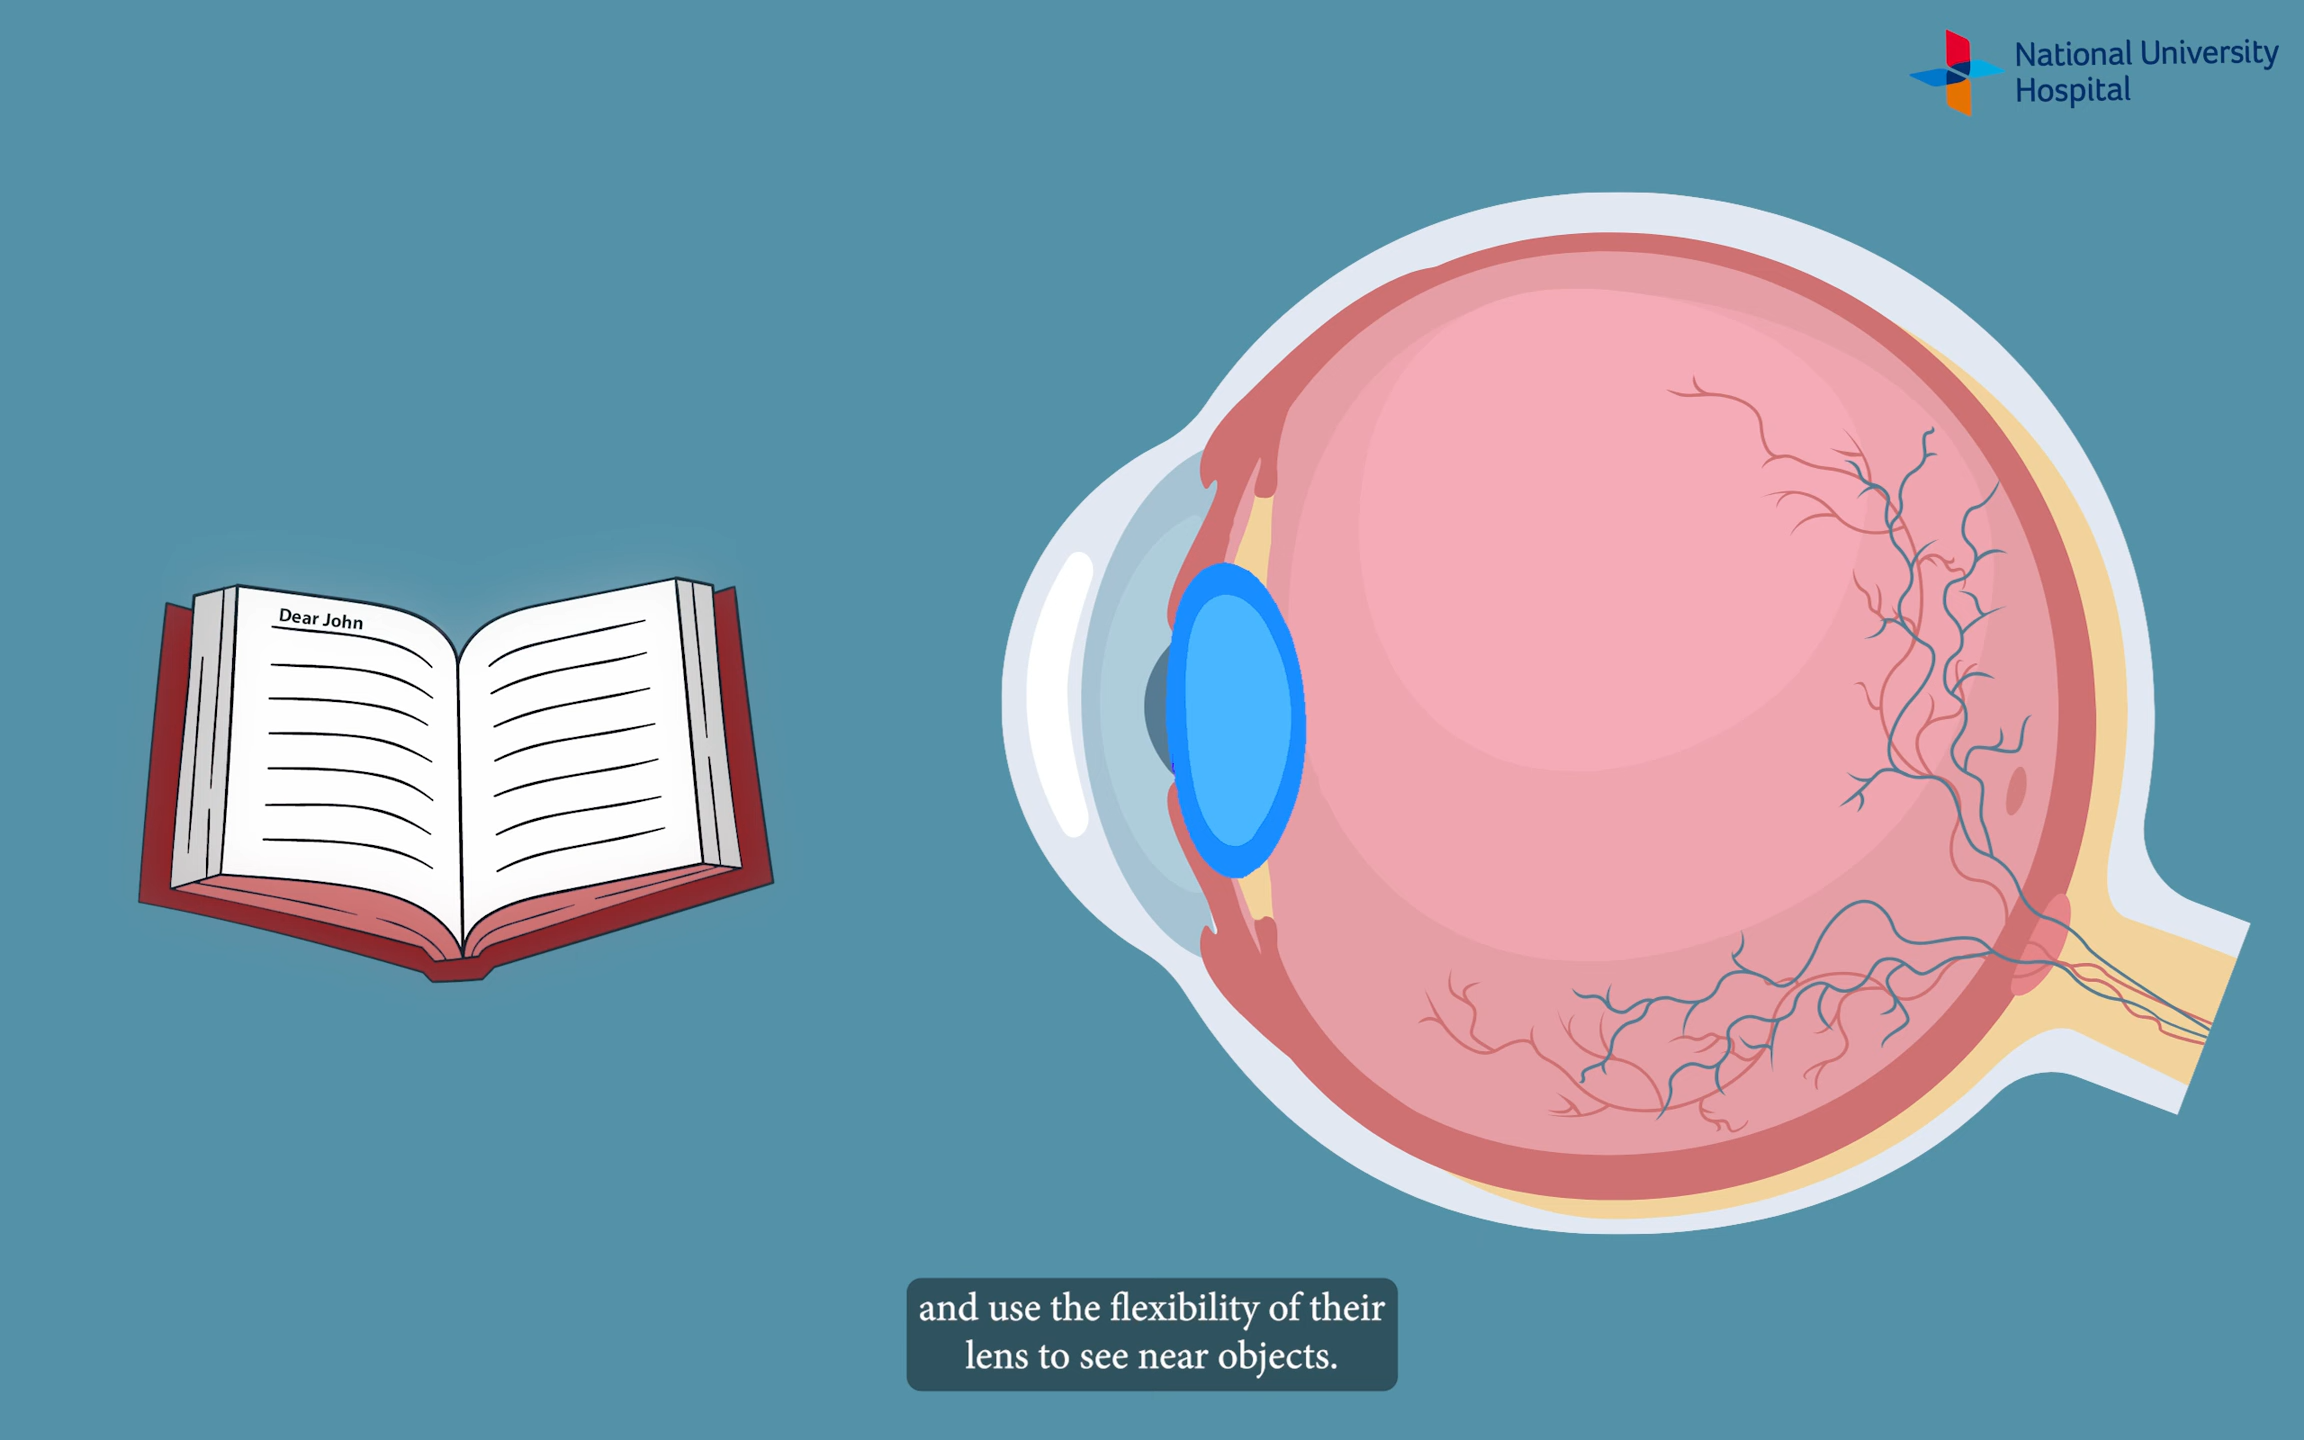 National University
Hospital
Dear John
and use the flexibility of their
lens to see near objects.